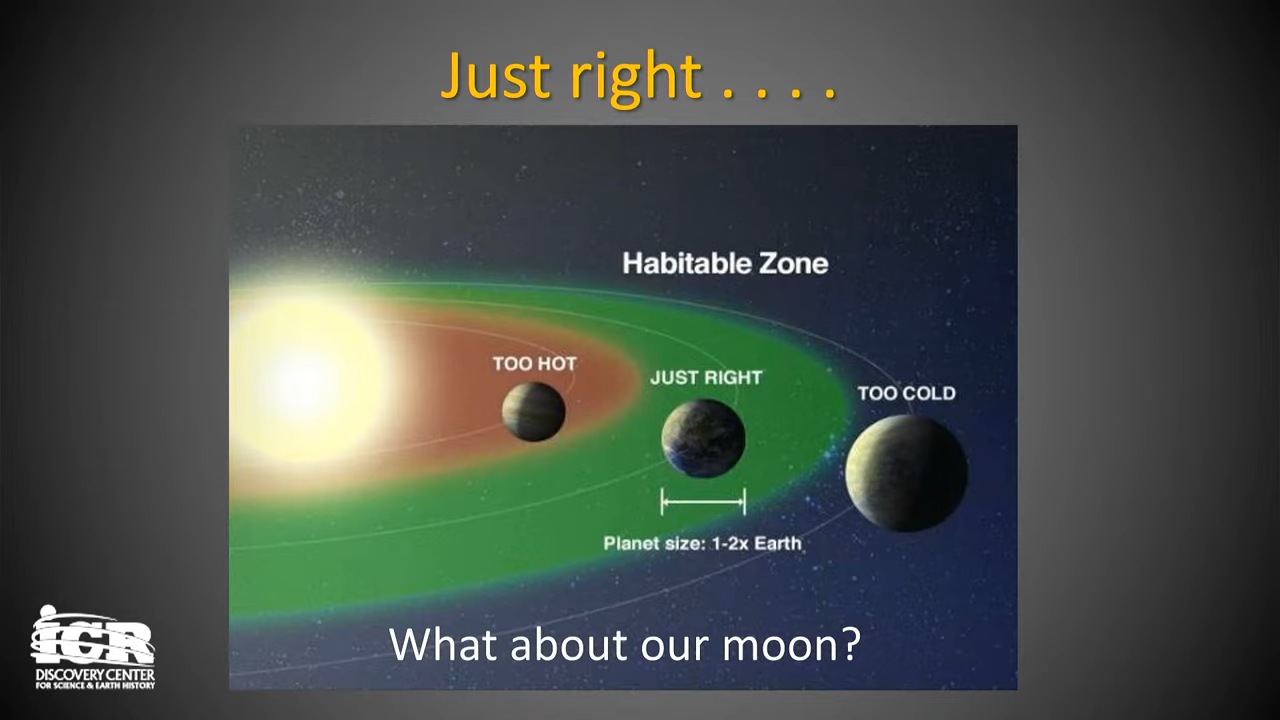 Just right . . . .
Habitable Zone
TOO HOT
JUST RIGHT
TOO COLD
Planet size: 1-2x Earth
What about our moon?
iCR
DISCOVERY CENTER
FOR SCIENCE & EARTH HISTORY